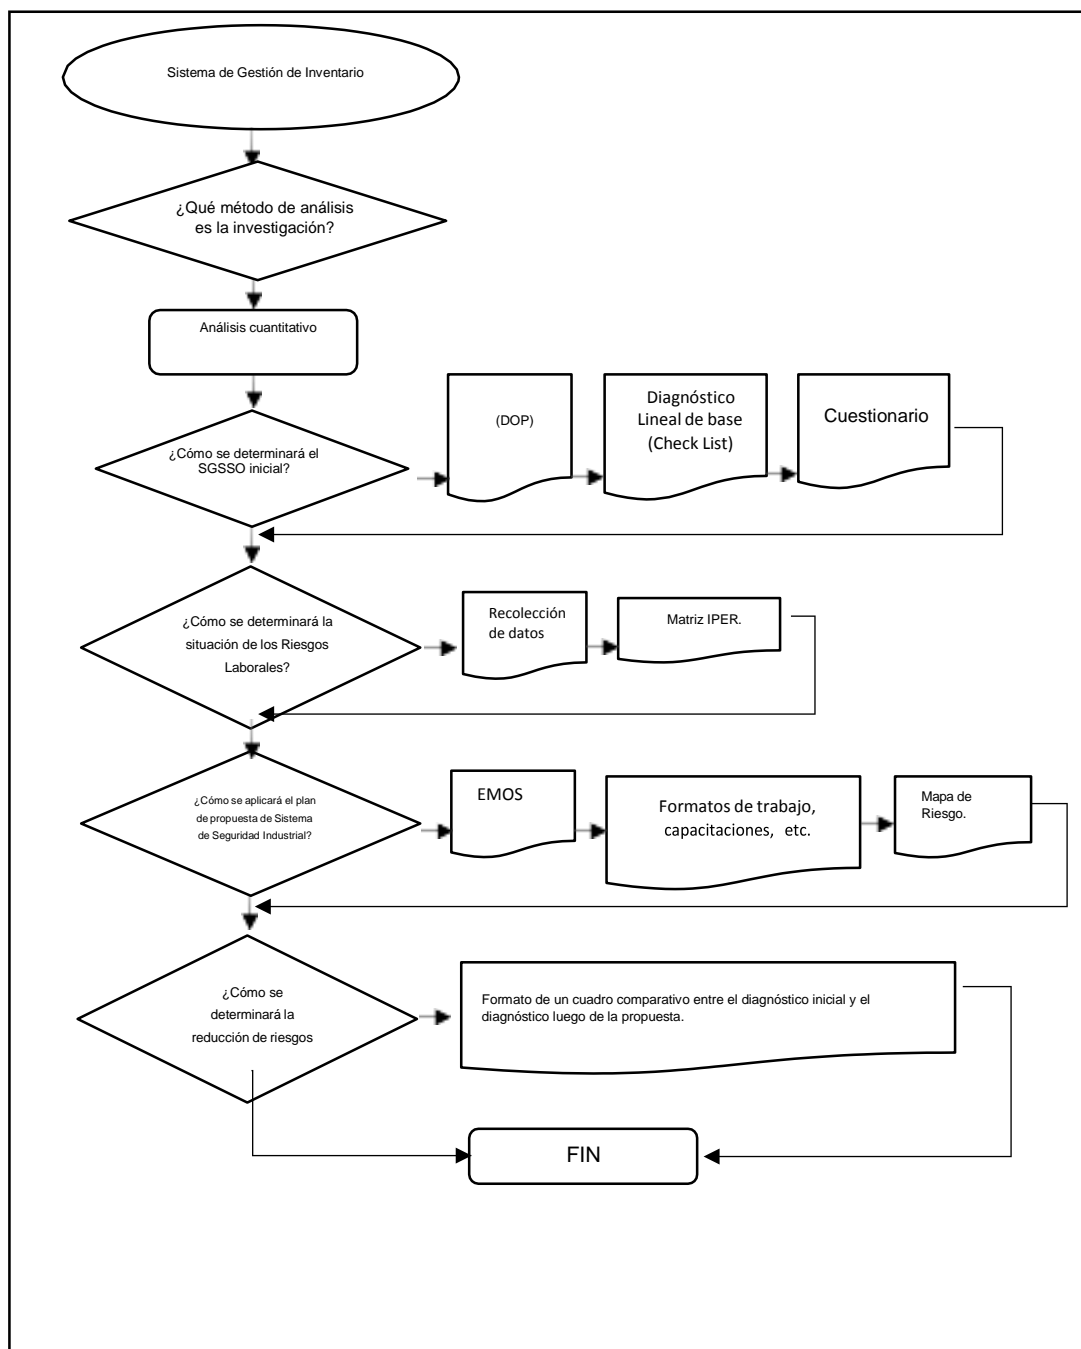 Sistema de Gestión de Inventario
¿Qué método de análisis
es la investigación?
Análisis cuantitativo
¿Cómo se determinará el
SGSSO inicial?
(DOP)
Diagnóstico
Lineal de base
(Check List)
Cuestionario
¿Cómo se determinará la
situación de los Riesgos
Laborales?
Recolección
de datos
Matriz IPER.
¿Cómo se aplicará el plan
de propuesta de Sistema
de Seguridad Industrial?
EMOS
Formatos de trabajo,
capacitaciones, etc.
Mapa de
Riesgo.
¿Cómo se
determinará la
reducción de riesgos
Formato de un cuadro comparativo entre el diagnóstico inicial y el
diagnóstico luego de la propuesta.
FIN